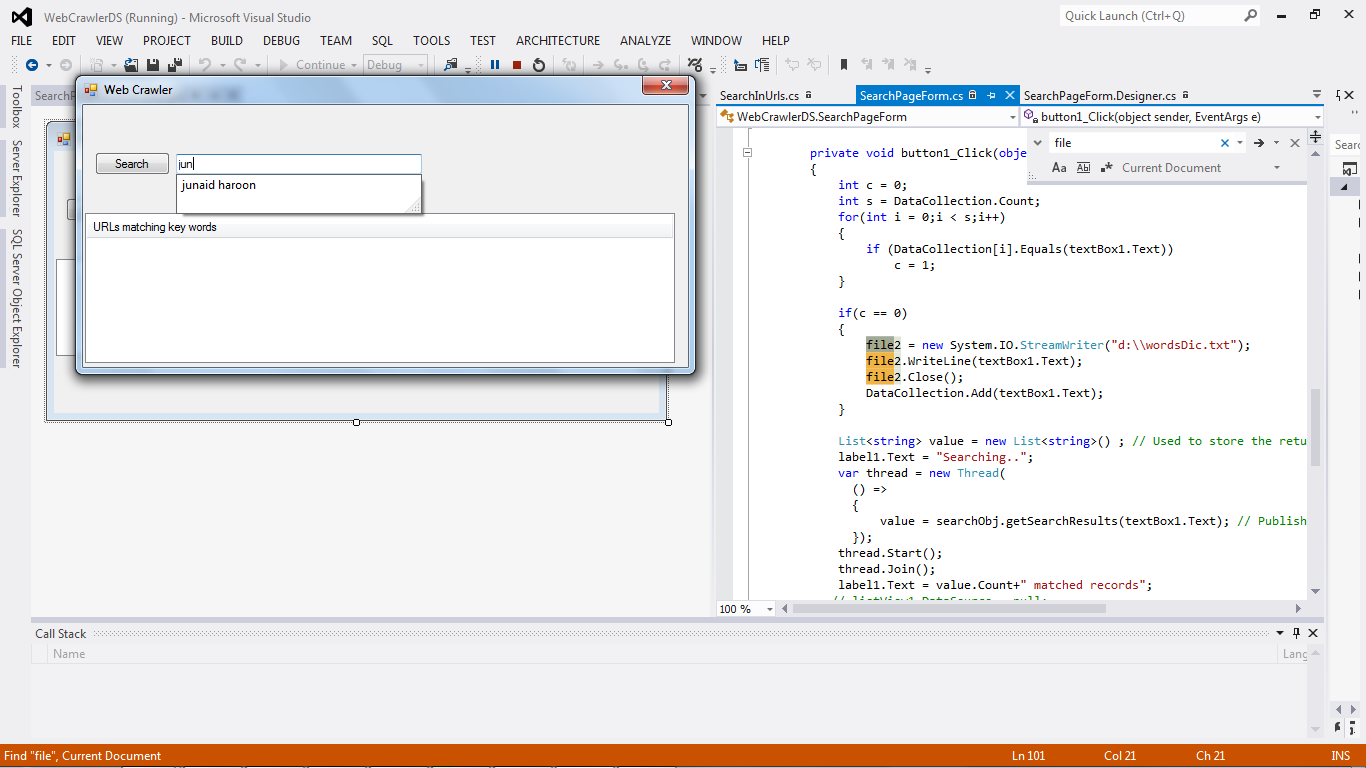 WebCrawlerDS (Running) - Microsoft Visual Studio
Quick Launch (Ctrl+Q)
FILE EDIT VIEW PROJECT BUILD DEBUG TEAM SQL TOOLS TEST ARCHITECTURE ANALYZE WINDOW HELP
Continue Debug
Toolbox
Server Explorer
SQL Server Object Explorer
SearchP
Web Crawler
Search jun
junaid haroon
URLs matching key words
SearchInUrls.cs SearchPageForm.cs SearchPageForm.Designer.cs
WebCrawlerDS.SearchPageForm button1_Click(object sender, EventArgs e)
file
Aa Ab .* Current Document
Searc
private void button1_Click(obje
{
int c = 0;
int s = DataCollection.Count;
for(int i = 0;i < s;i++)
{
if (DataCollection[i].Equals(textBox1.Text))
c = 1;
}
if(c == 0)
{
file2 = new System.IO.StreamWriter("d:\\wordsDic.txt");
file2.WriteLine(textBox1.Text);
file2.Close();
DataCollection.Add(textBox1.Text);
}
List<string> value = new List<string>() ; // Used to store the retu
label1.Text = "Searching..";
var thread = new Thread(
() =>
{
value = searchObj.getSearchResults(textBox1.Text); // Publish
});
thread.Start();
thread.Join();
label1.Text = value.Count+" matched records";
100 %
Call Stack
Name Lang
Find "file", Current Document Ln 101 Col 21 Ch 21 INS